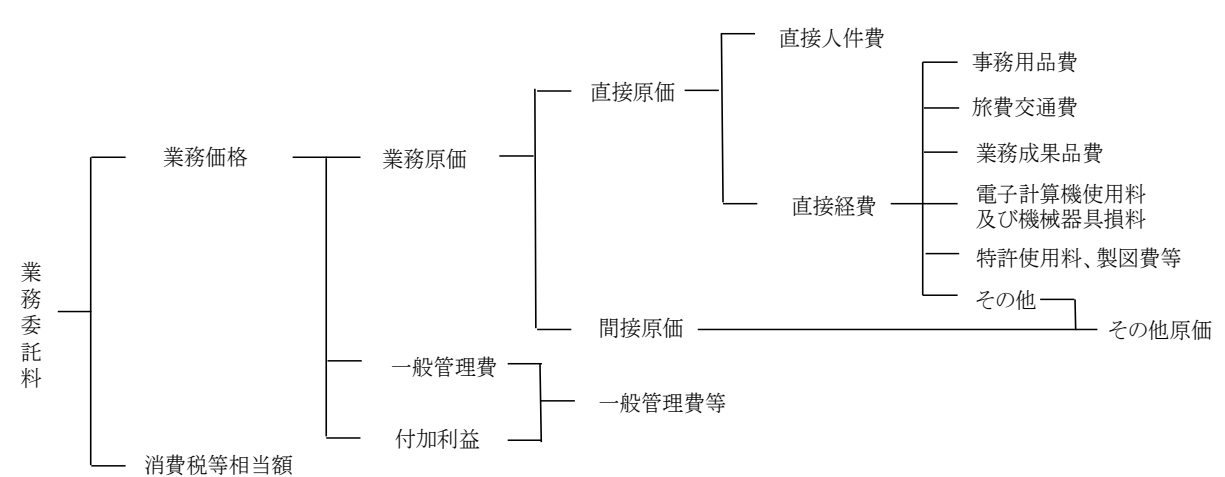 業務委託料
業務価格
消費税等相当額
業務原価
一般管理費
付加利益
一般管理費等
直接原価
間接原価
直接人件費
直接経費
事務用品費
旅費交通費
業務成果品費
電子計算機使用料
及び機械器具損料
特許使用料、製図費等
その他
その他原価